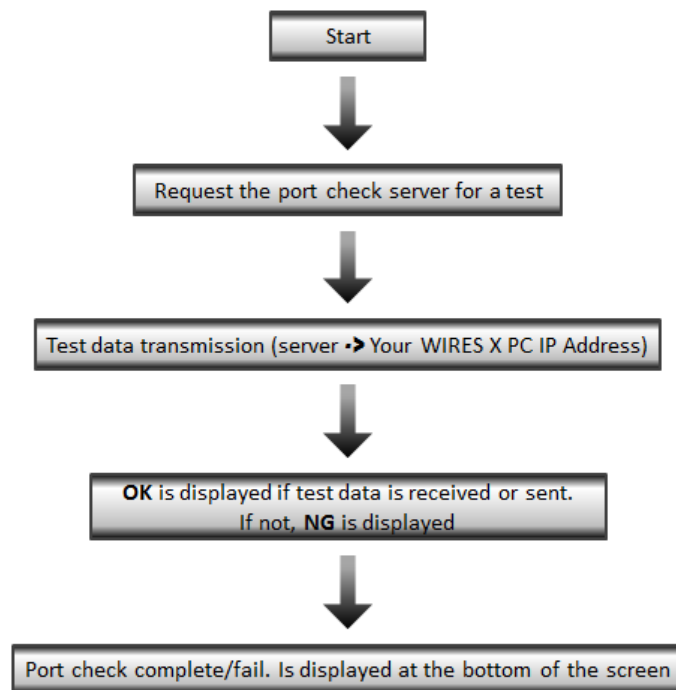 Start
Request the port check server for a test
Test data transmission (server -> Your WIRES X PC IP Address)
OK is displayed if test data is received or sent.
If not, NG is displayed
Port check complete/fail. Is displayed at the bottom of the screen